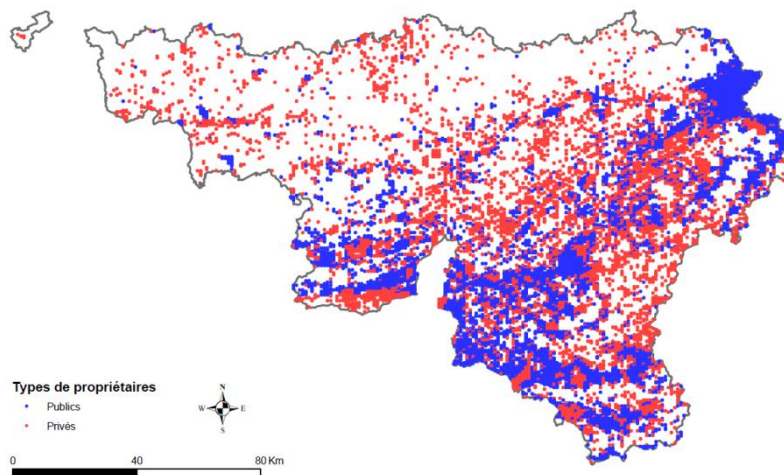 Types de propriétaires
Publics
Privés
N
W E
S
0 40 80 Km